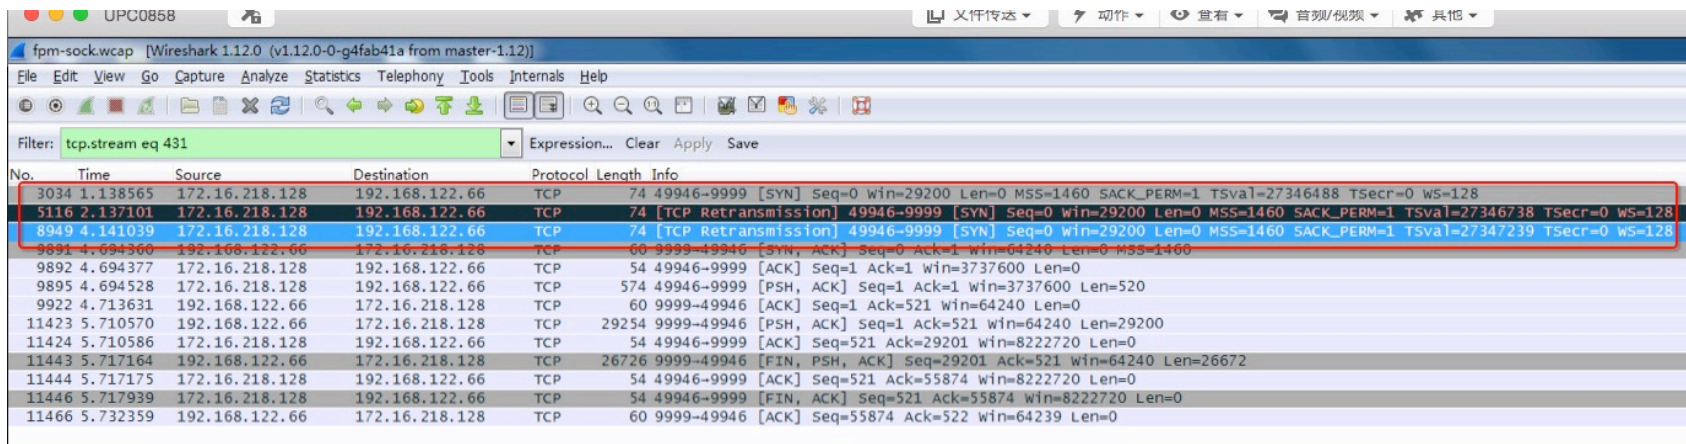 UPC0858 文件传送 动作 查看 音频/视频 其他
fpm-sock.wcap [Wireshark 1.12.0 (v1.12.0-0-g4fab41a from master-1.12)]
File Edit View Go Capture Analyze Statistics Telephony Tools Internals Help
Filter: tcp.stream eq 431 Expression... Clear Apply Save
No. Time Source Destination Protocol Length Info
3034 1.138565 172.16.218.128 192.168.122.66 TCP 74 49946→9999 [SYN] Seq=0 Win=29200 Len=0 MSS=1460 SACK_PERM=1 TSval=27346488 TSecr=0 WS=128
5116 2.137101 172.16.218.128 192.168.122.66 TCP 74 [TCP Retransmission] 49946→9999 [SYN] Seq=0 Win=29200 Len=0 MSS=1460 SACK_PERM=1 TSval=27346738 TSecr=0 WS=128
8949 4.141039 172.16.218.128 192.168.122.66 TCP 74 [TCP Retransmission] 49946→9999 [SYN] Seq=0 Win=29200 Len=0 MSS=1460 SACK_PERM=1 TSval=27347239 TSecr=0 WS=128
9891 4.694360 192.168.122.66 172.16.218.128 TCP 60 9999→49946 [SYN, ACK] Seq=0 Ack=1 Win=64240 Len=0 MSS=1460
9892 4.694377 172.16.218.128 192.168.122.66 TCP 54 49946→9999 [ACK] Seq=1 Ack=1 Win=3737600 Len=0
9895 4.694528 172.16.218.128 192.168.122.66 TCP 574 49946→9999 [PSH, ACK] Seq=1 Ack=1 Win=3737600 Len=520
9922 4.713631 192.168.122.66 172.16.218.128 TCP 60 9999→49946 [ACK] Seq=1 Ack=521 Win=64240 Len=0
11423 5.710570 192.168.122.66 172.16.218.128 TCP 29254 9999→49946 [PSH, ACK] Seq=1 Ack=521 Win=64240 Len=29200
11424 5.710586 172.16.218.128 192.168.122.66 TCP 54 49946→9999 [ACK] Seq=521 Ack=29201 Win=8222720 Len=0
11443 5.717164 192.168.122.66 172.16.218.128 TCP 26726 9999→49946 [FIN, PSH, ACK] Seq=29201 Ack=521 Win=64240 Len=26672
11444 5.717175 172.16.218.128 192.168.122.66 TCP 54 49946→9999 [ACK] Seq=521 Ack=55874 Win=8222720 Len=0
11446 5.717939 172.16.218.128 192.168.122.66 TCP 54 49946→9999 [FIN, ACK] Seq=521 Ack=55874 Win=8222720 Len=0
11466 5.732359 192.168.122.66 172.16.218.128 TCP 60 9999→49946 [ACK] Seq=55874 Ack=522 Win=64239 Len=0